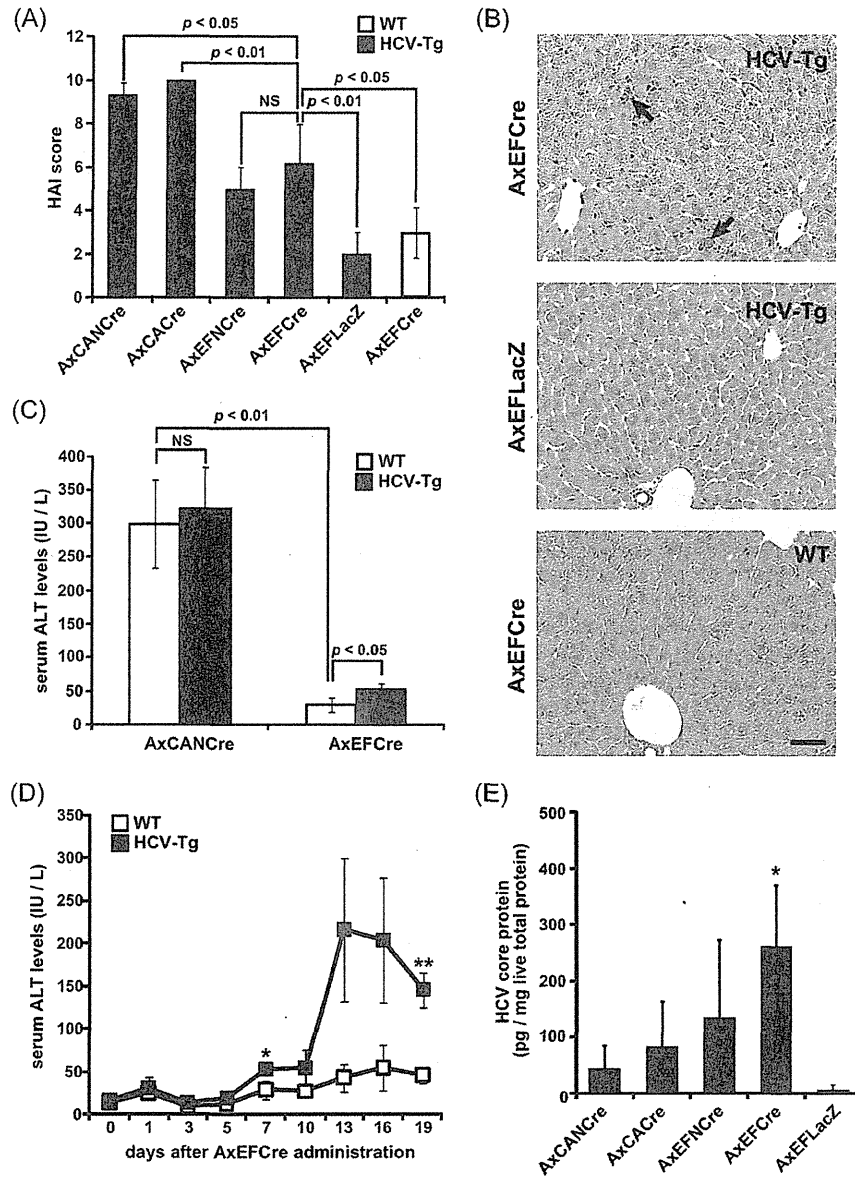 (A)
p < 0.05
WT
HCV-Tg
p < 0.01
p < 0.05
NS
p < 0.01
HAI score
12
10
8
6
4
2
0
AxCANCre
AxCACre
AxEFNCre
AxEFCre
AxEFLacZ
AxEFCre
(B)
HCV-Tg
AxEFCre
HCV-Tg
AxEFLacZ
WT
AxEFCre
(C)
p < 0.01
NS
WT
HCV-Tg
p < 0.05
serum ALT levels (IU / L)
400
350
300
250
200
150
100
50
0
AxCANCre
AxEFCre
(D)
WT
HCV-Tg
serum ALT levels (IU / L)
350
300
250
200
150
100
50
0
*
**
0 1 3 5 7 10 13 16 19
days after AxEFCre administration
(E)
HCV core protein
(pg / mg live total protein)
500
400
300
200
100
0
*
AxCANCre
AxCACre
AxEFNCre
AxEFCre
AxEFLacZ